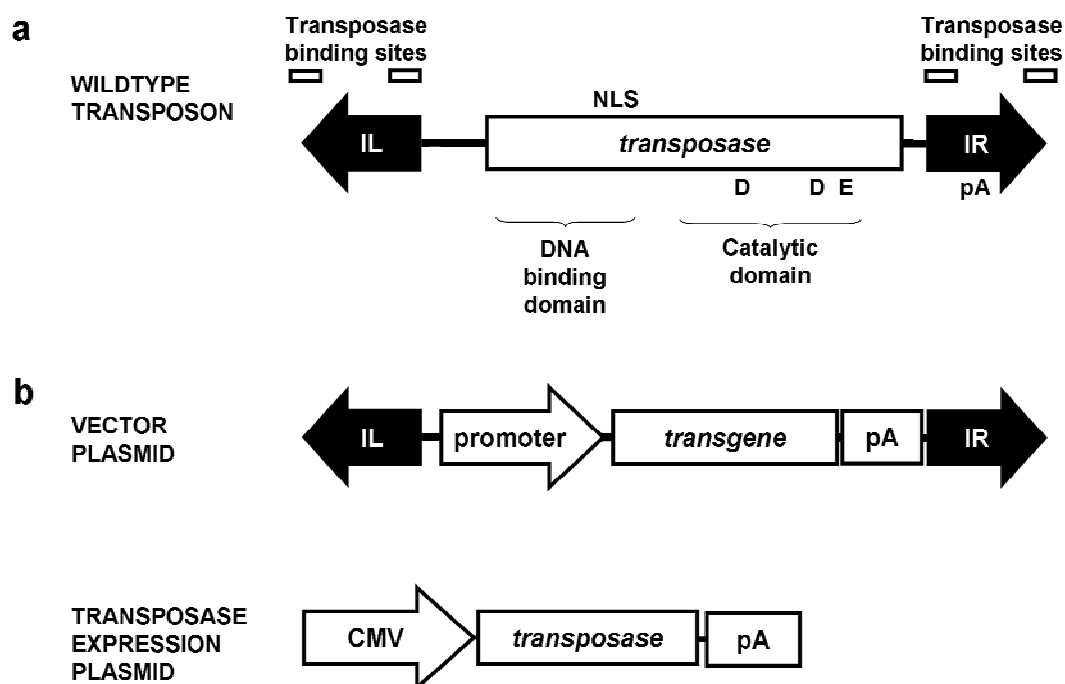 a
Transposase
binding sites
Transposase
binding sites
WILDTYPE
TRANSPOSON
NLS
IL
transposase
IR
D
D
E
pA
DNA
binding
domain
Catalytic
domain
b
VECTOR
PLASMID
IL
promoter
transgene
pA
IR
TRANSPOSASE
EXPRESSION
PLASMID
CMV
transposase
pA